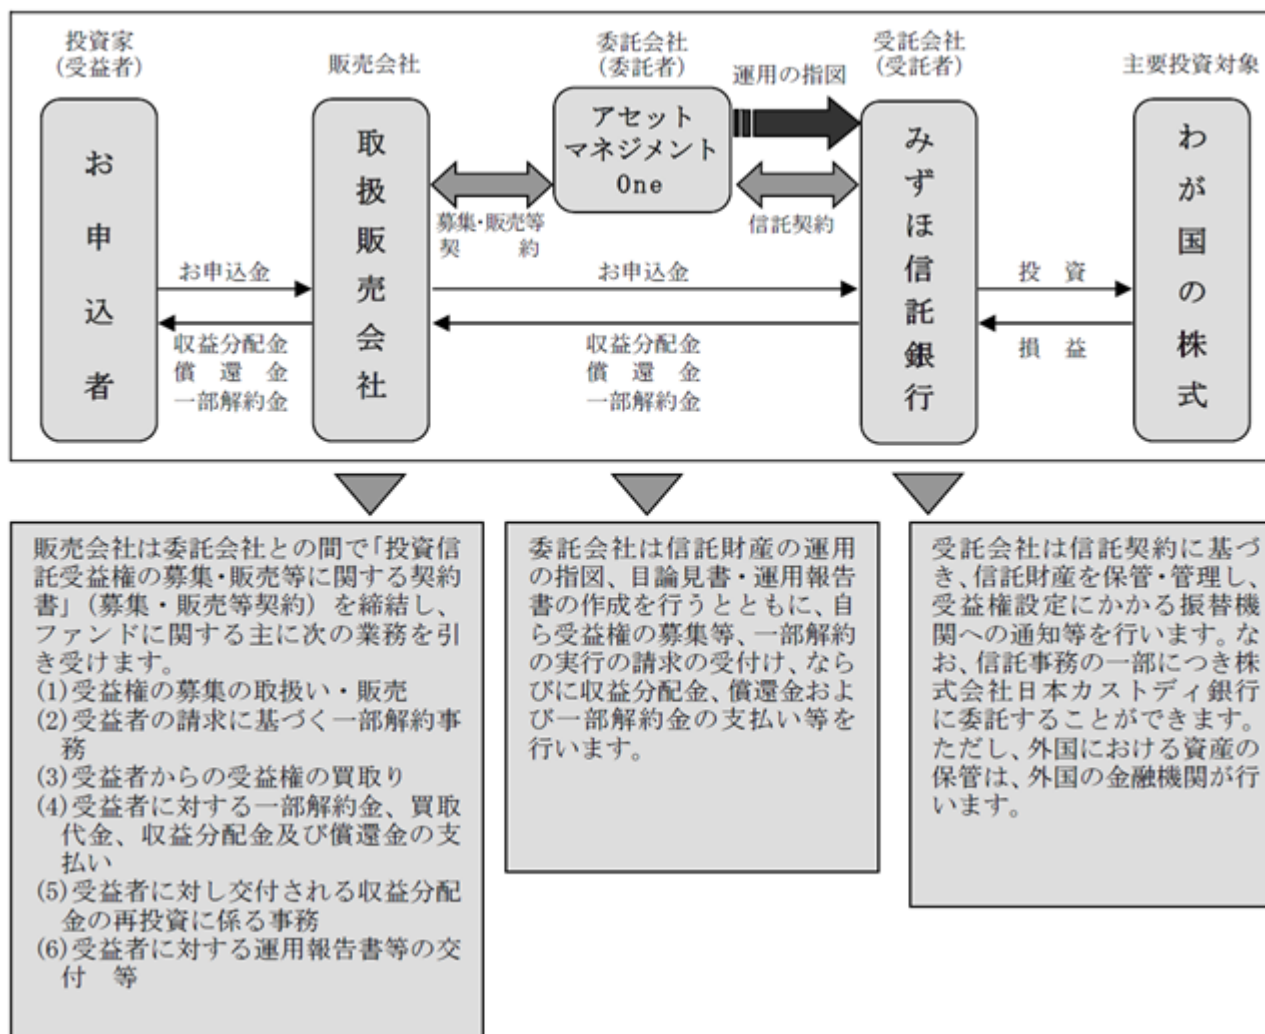 投資家
(受益者)
販売会社
委託会社
(委託者)
受託会社
(受託者)
主要投資対象
運用の指図
お申込者
取扱販売会社
アセット
マネジメント
One
みずほ信託銀行
わが国の株式
募集・販売等
契　　約
信託契約
お申込金
収益分配金
償　還　金
一部解約金
お申込金
収益分配金
償　還　金
一部解約金
投　資
損　益
販売会社は委託会社との間で「投資信
託受益権の募集・販売等に関する契約
書」(募集・販売等契約) を締結し、
ファンドに関する主に次の業務を引
き受けます。
(1)受益権の募集の取扱い・販売
(2)受益者の請求に基づく一部解約事
務
(3)受益者からの受益権の買取り
(4)受益者に対する一部解約金、買取
代金、収益分配金及び償還金の支
払い
(5)受益者に対し交付される収益分配
金の再投資に係る事務
(6)受益者に対する運用報告書等の交
付　等
委託会社は信託財産の運用
の指図、目論見書・運用報告
書の作成を行うとともに、自
ら受益権の募集等、一部解約
の実行の請求の受付け、なら
びに収益分配金、償還金およ
び一部解約金の支払い等を
行います。
受託会社は信託契約に基づ
き、信託財産を保管・管理し、
受益権設定にかかる振替機
関への通知等を行います。な
お、信託事務の一部につき株
式会社日本カストディ銀行
に委託することができます。
ただし、外国における資産の
保管は、外国の金融機関が行
います。